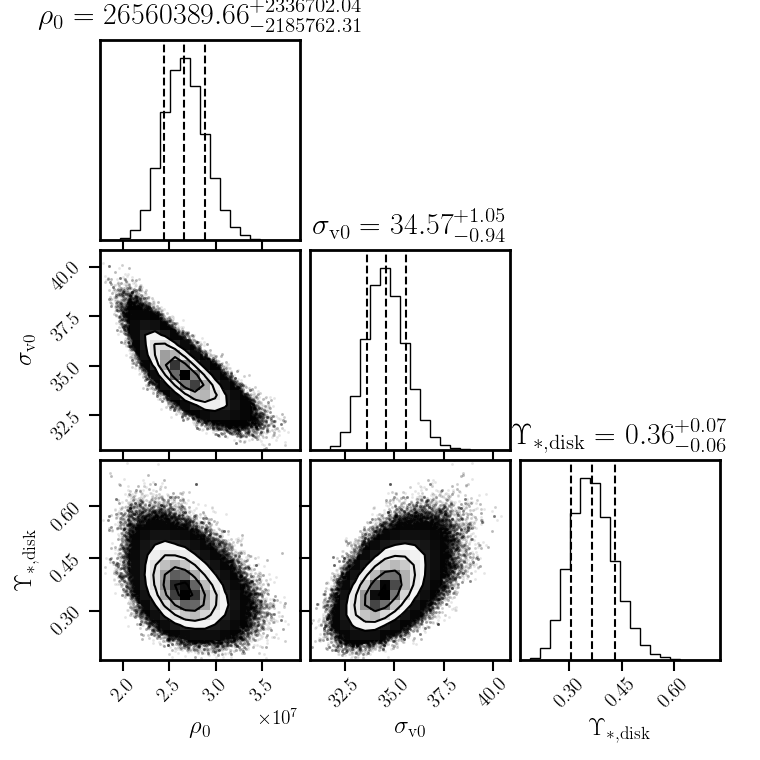 ρ₀ = 26560389.66⁺²³³⁶⁷⁰²·⁰⁴₋₂₁₈₅₇₆₂.₃₁
σᵥ₀ = 34.57⁺¹·⁰⁵₋₀.₉₄
40.0
37.5
σᵥ₀
35.0
32.5
Υ*,disk = 0.36⁺⁰·⁰⁷₋₀.₀₆
0.60
Υ*,disk
0.45
0.30
2.0 2.5 3.0 3.5 32.5 35.0 37.5 40.0 0.30 0.45 0.60
×10⁷
ρ₀ σᵥ₀ Υ*,disk